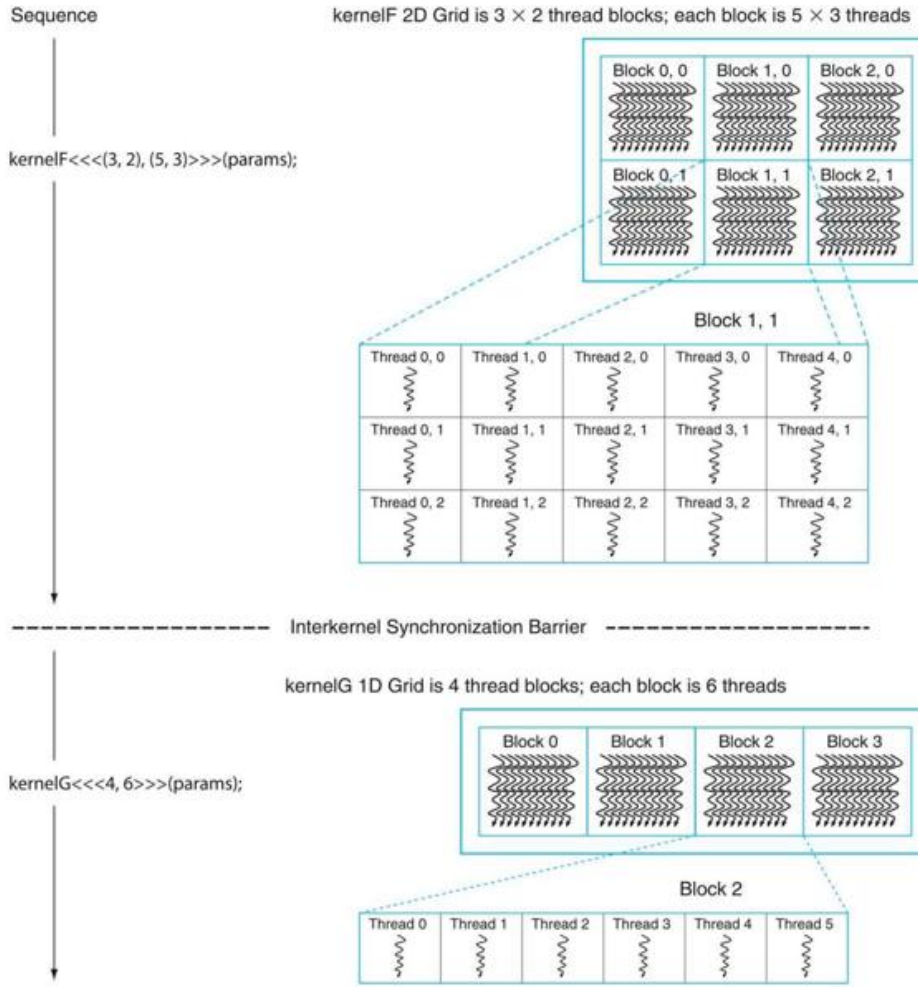 Sequence
kernelF 2D Grid is 3 × 2 thread blocks; each block is 5 × 3 threads
Block 0, 0 Block 1, 0 Block 2, 0
kernelF<<<(3, 2), (5, 3)>>>(params);
Block 0, 1 Block 1, 1 Block 2, 1
Block 1, 1
Thread 0, 0 Thread 1, 0 Thread 2, 0 Thread 3, 0 Thread 4, 0
Thread 0, 1 Thread 1, 1 Thread 2, 1 Thread 3, 1 Thread 4, 1
Thread 0, 2 Thread 1, 2 Thread 2, 2 Thread 3, 2 Thread 4, 2
Interkernel Synchronization Barrier
kernelG 1D Grid is 4 thread blocks; each block is 6 threads
Block 0 Block 1 Block 2 Block 3
kernelG<<<4, 6>>>(params);
Block 2
Thread 0 Thread 1 Thread 2 Thread 3 Thread 4 Thread 5